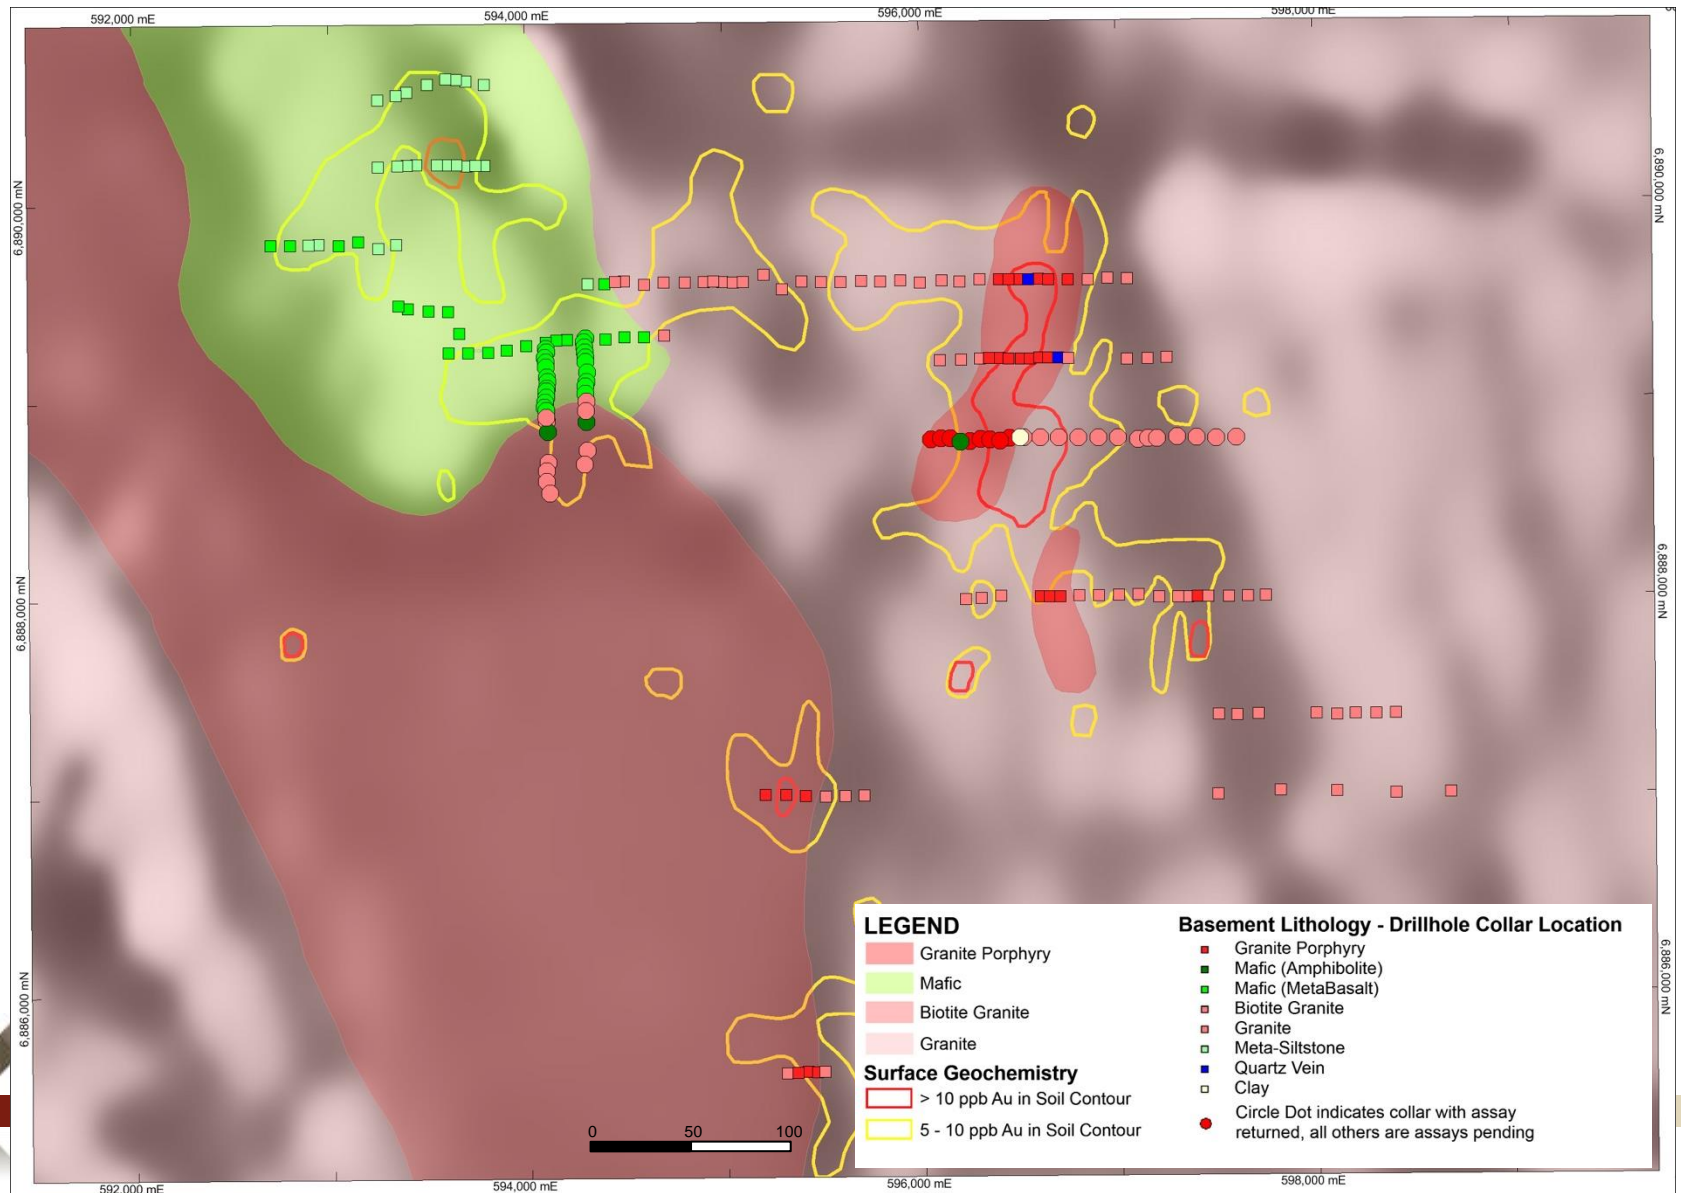 592,000 mE
594,000 mE
596,000 mE
598,000 mE
6,890,000 mN
6,890,000 mN
6,888,000 mN
6,888,000 mN
6,886,000 mN
6,886,000 mN
LEGEND
Granite Porphyry
Mafic
Biotite Granite
Granite
Surface Geochemistry
> 10 ppb Au in Soil Contour
5 - 10 ppb Au in Soil Contour
Basement Lithology - Drillhole Collar Location
Granite Porphyry
Mafic (Amphibolite)
Mafic (MetaBasalt)
Biotite Granite
Granite
Meta-Siltstone
Quartz Vein
Clay
Circle Dot indicates collar with assay
returned, all others are assays pending
0 50 100
592,000 mE
594,000 mE
596,000 mE
598,000 mE